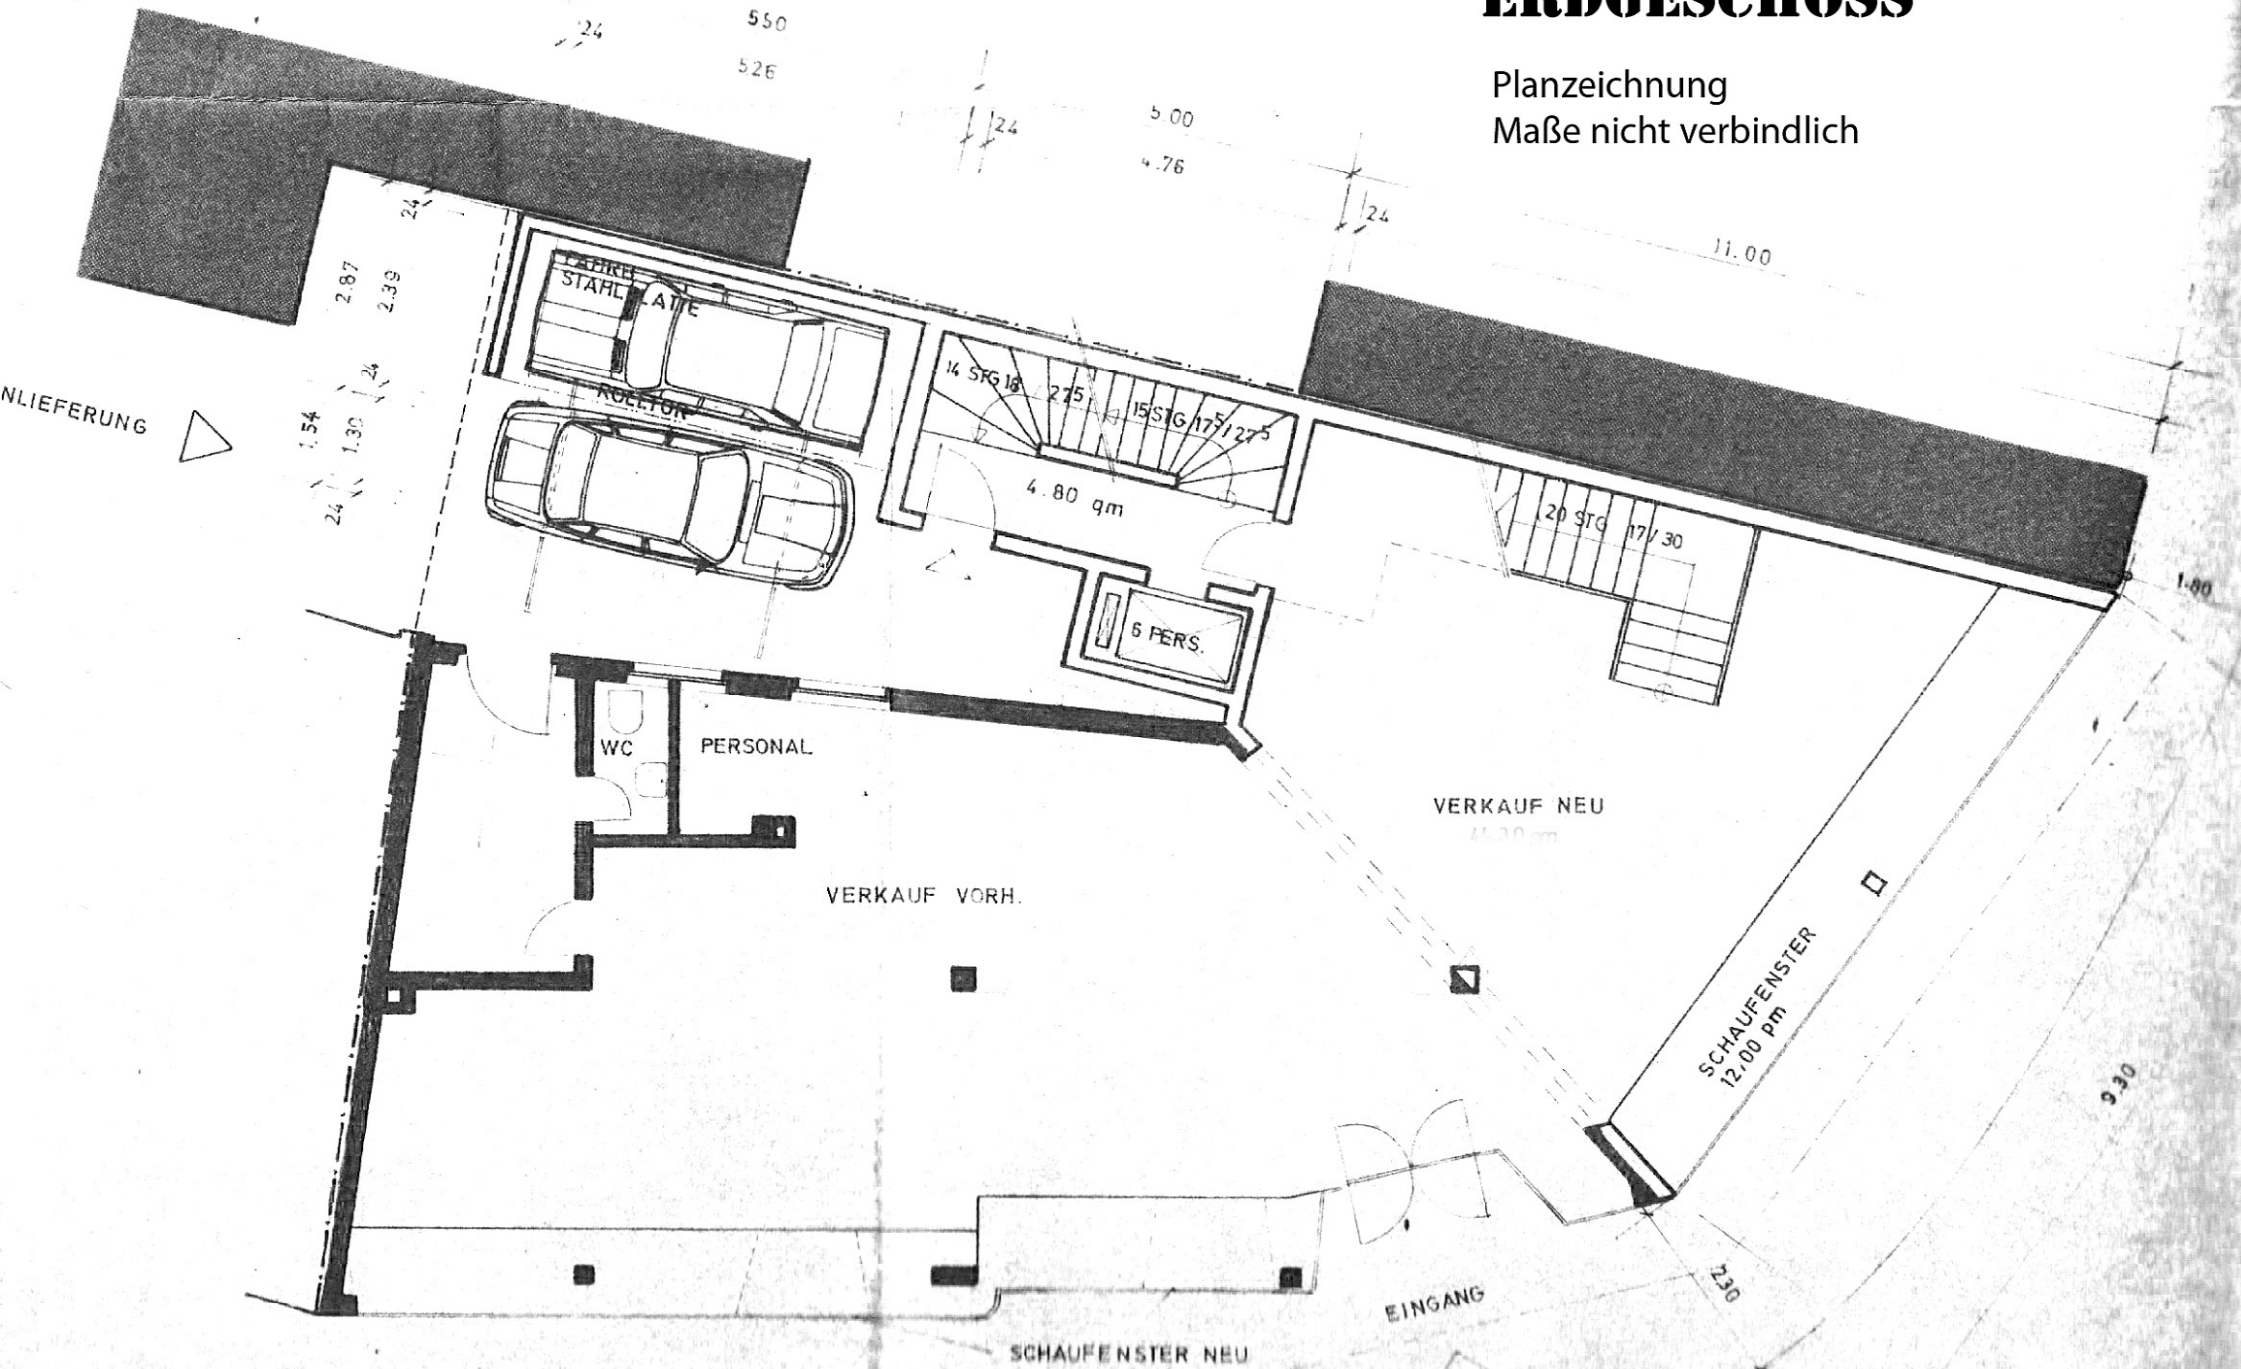 ERDGESCHOSS
Planzeichnung
Maße nicht verbindlich
24
550
526
24
5.00
4.76
24
11.00
24
2.87
2.39
24
1.54
1.30
24
NLIEFERUNG
STAHLPLATTE
ROLLTOR
14 STG 18
27⁵
15 STG 17⁵/27⁵
4.80 qm
20 STG 17/30
1.80
6 PERS.
WC
PERSONAL
VERKAUF NEU
VERKAUF VORH.
SCHAUFENSTER
12,00 pm
9.30
2.30
EINGANG
SCHAUFENSTER NEU